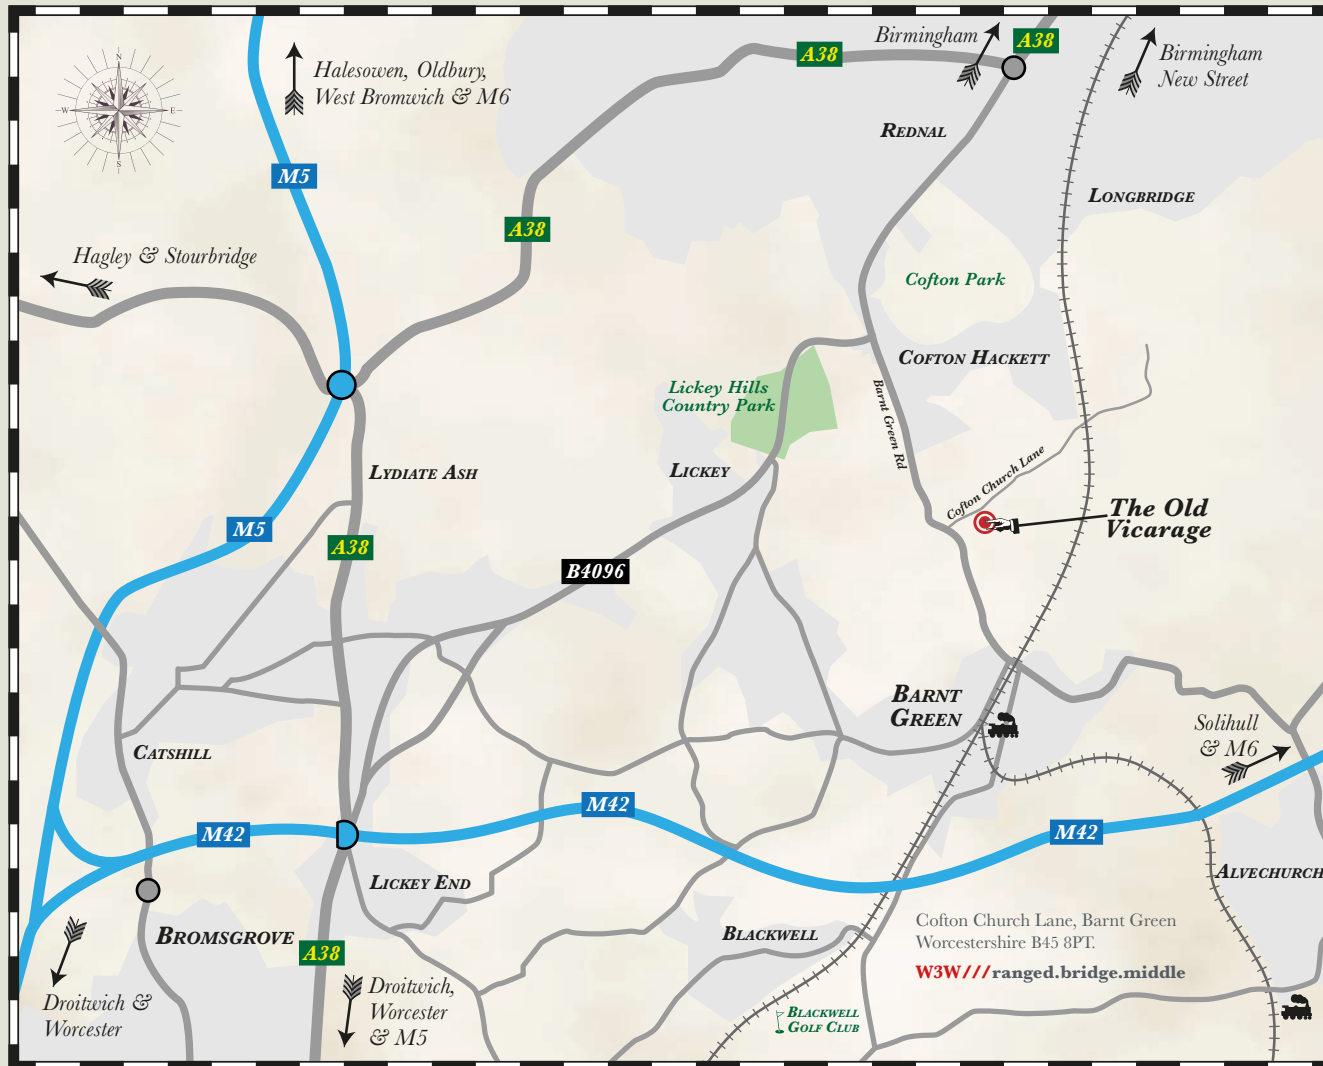 Birmingham
A38
A38
Birmingham
New Street
Halesowen, Oldbury,
West Bromwich & M6
N
W
E
S
M5
Rednal
Longbridge
A38
Hagley & Stourbridge
Cofton Park
Cofton Hackett
Lickey Hills
Country Park
Barnt Green Rd
Lydiate Ash
Lickey
Cofton Church Lane
The Old
Vicarage
M5
A38
B4096
Barnt
Green
Catshill
Solihull
& M6
M42
M42
M42
Lickey End
Alvechurch
Bromsgrove
A38
Blackwell
Cofton Church Lane, Barnt Green
Worcestershire B45 8PT.
W3W///ranged.bridge.middle
Droitwich &
Worcester
Droitwich,
Worcester
& M5
Blackwell
Golf Club